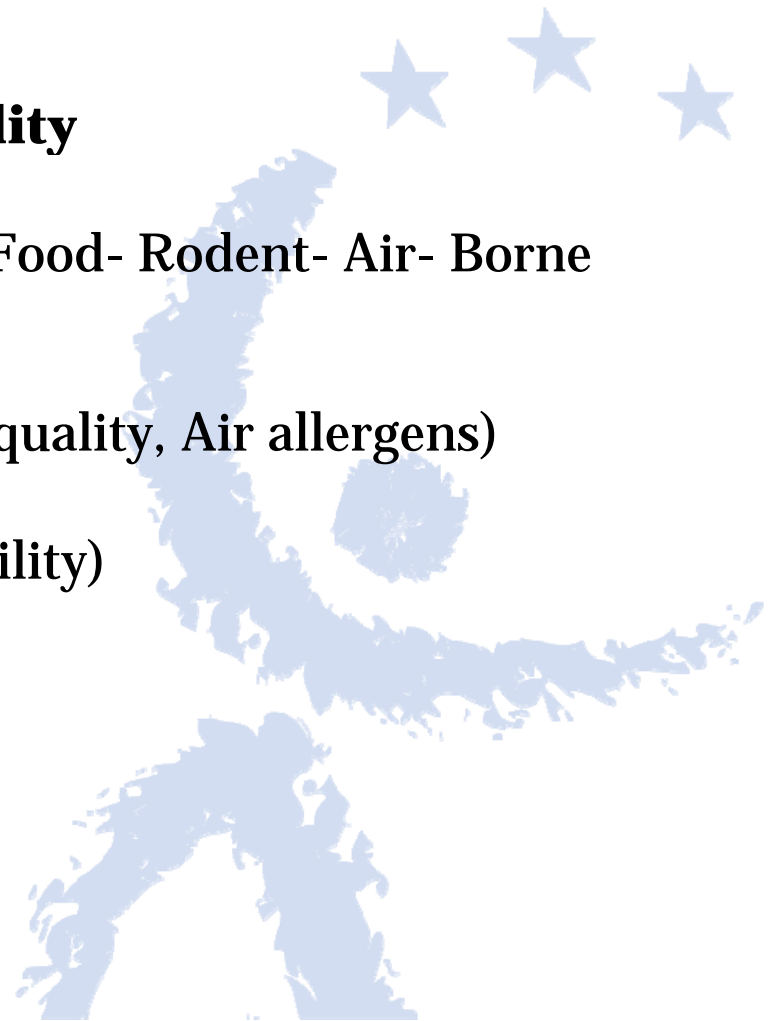 lity
Food- Rodent- Air- Borne
quality, Air allergens)
ility)